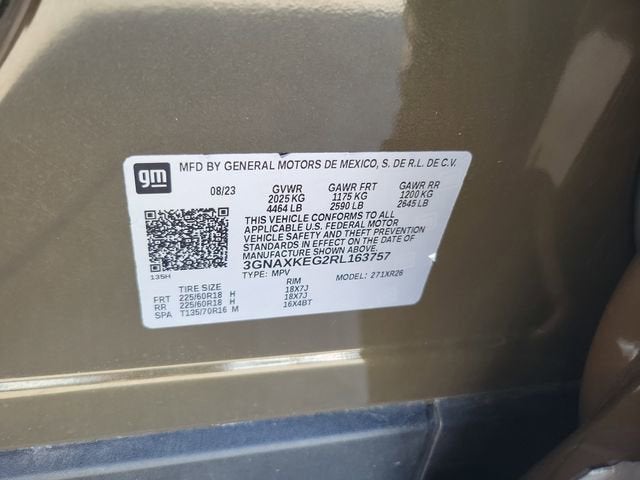 gm MFD BY GENERAL MOTORS DE MEXICO, S. DE R.L. DE C.V.
08/23 GVWR GAWR FRT GAWR RR
2025 KG 1175 KG 1200 KG
4464 LB 2590 LB 2645 LB
THIS VEHICLE CONFORMS TO ALL
APPLICABLE U.S. FEDERAL MOTOR
VEHICLE SAFETY AND THEFT PREVENTION
STANDARDS IN EFFECT ON THE DATE OF
MANUFACTURE SHOWN ABOVE.
3GNAXKEG2RL163757
135H TYPE: MPV MODEL: 271XR26
TIRE SIZE RIM
FRT 225/60R18 H 18X7J
RR 225/60R18 H 18X7J
SPA T135/70R16 M 16X4BT